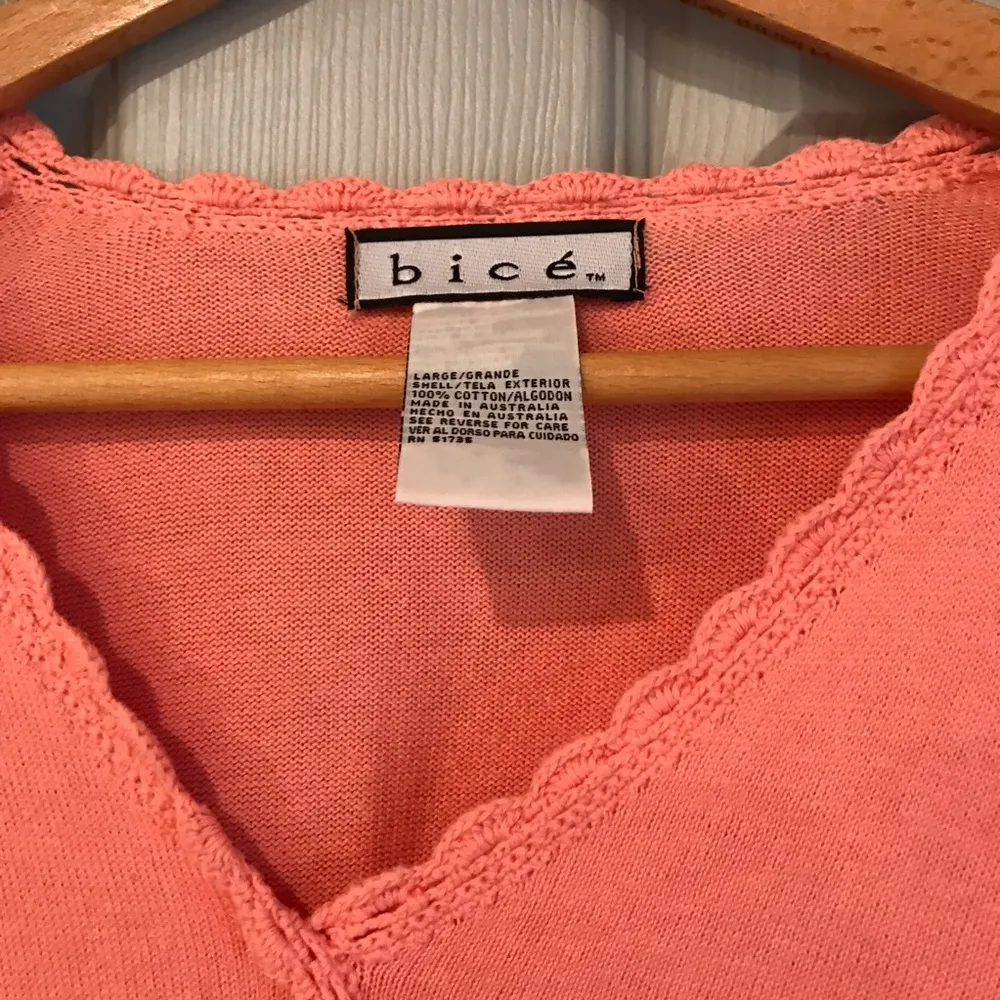 bicé™
LARGE/GRANDE
SHELL/TELA EXTERIOR
100% COTTON/ALGODON
MADE IN AUSTRALIA
HECHO EN AUSTRALIA
SEE REVERSE FOR CARE
VER AL DORSO PARA CUIDADO
RN 51735